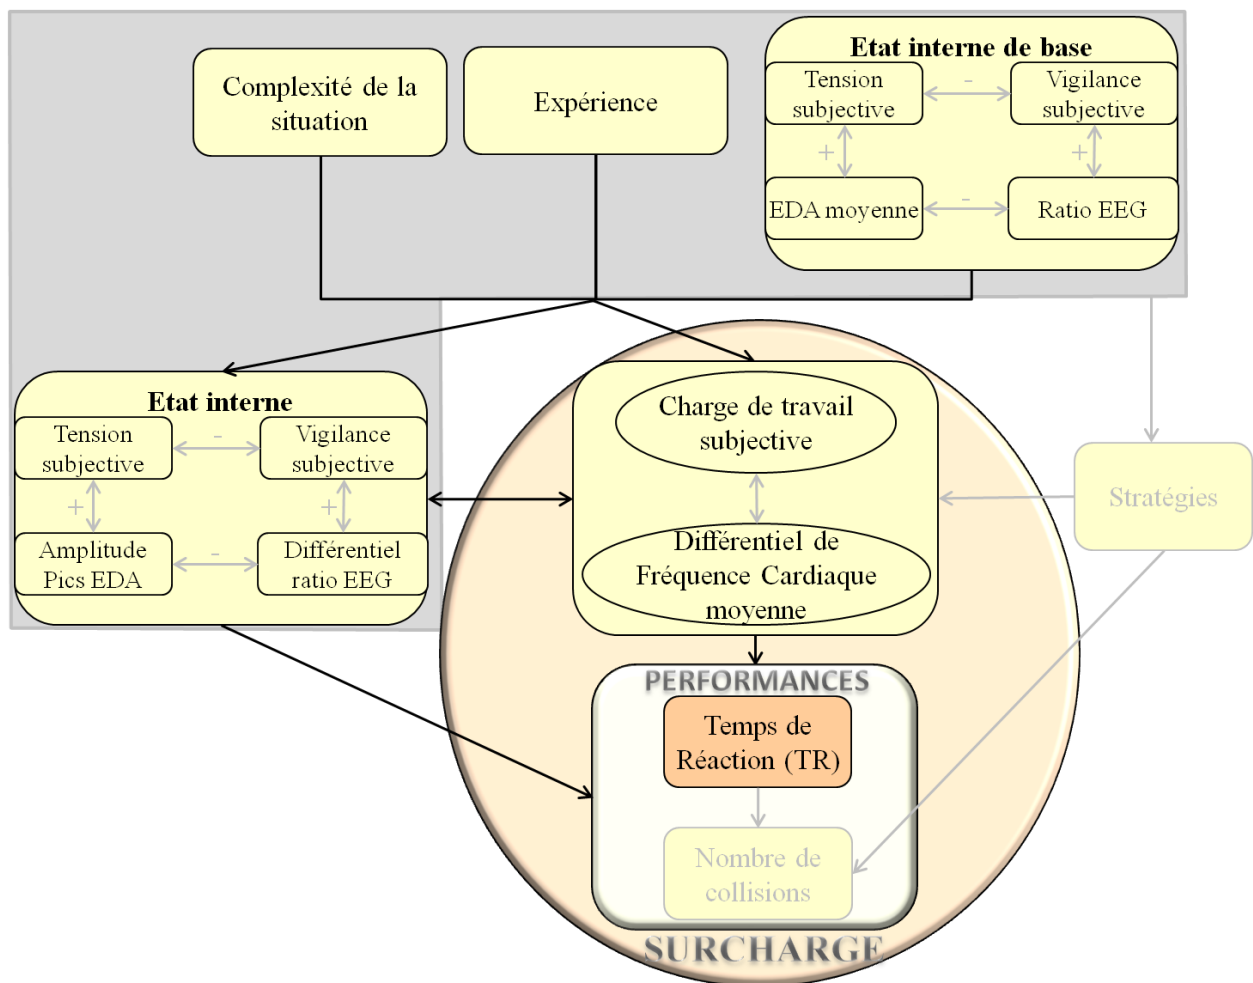 Etat interne de base
Complexité de la
situation
Expérience
Tension
subjective
-
Vigilance
subjective
+
+
EDA moyenne
-
Ratio EEG
Etat interne
Tension
subjective
-
Vigilance
subjective
+
+
Amplitude
Pics EDA
-
Différentiel
ratio EEG
Charge de travail
subjective
Différentiel de
Fréquence Cardiaque
moyenne
Stratégies
PERFORMANCES
Temps de
Réaction (TR)
Nombre de
collisions
SURCHARGE